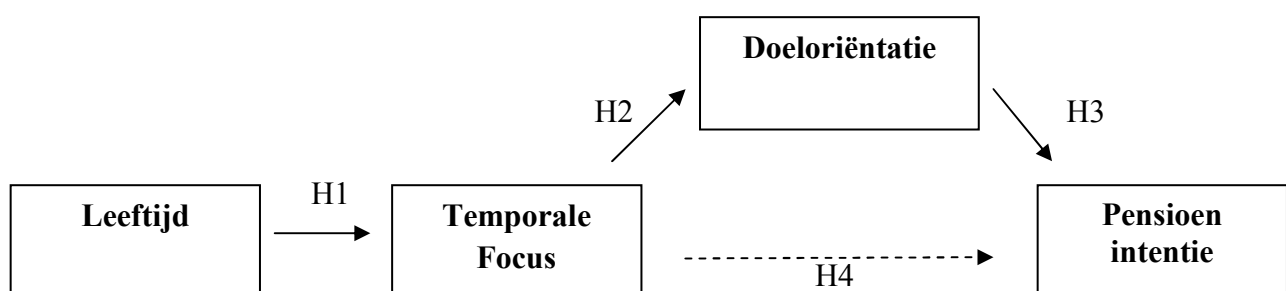 Doeloriëntatie
H2
H3
Leeftijd
H1
Temporale
Focus
Pensioen
intentie
H4